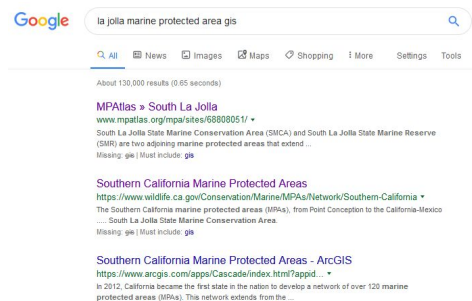 Google la jolla marine protected area gis
All News Images Maps Shopping More Settings Tools
About 130,000 results (0.65 seconds)
MPAtlas » South La Jolla
www.mpatlas.org/mpa/sites/68808051/
South La Jolla State Marine Conservation Area (SMCA) and South La Jolla State Marine Reserve
(SMR) are two adjoining marine protected areas that extend ...
Missing: gis | Must include: gis
Southern California Marine Protected Areas
https://www.wildlife.ca.gov/Conservation/Marine/MPAs/Network/Southern-California
The Southern California marine protected areas (MPAs), from Point Conception to the California-Mexico
..... South La Jolla State Marine Conservation Area.
Missing: gis | Must include: gis
Southern California Marine Protected Areas - ArcGIS
https://www.arcgis.com/apps/Cascade/index.html?appid...
In 2012, California became the first state in the nation to develop a network of over 120 marine
protected areas (MPAs). This network extends from the ...